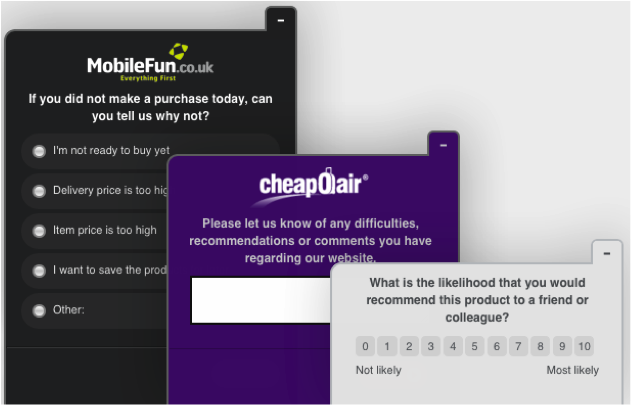 MobileFun.co.uk
Everything First
If you did not make a purchase today, can
you tell us why not?
I'm not ready to buy yet
Delivery price is too
Item price is too high
I want to save the
Other:
cheapOair®
Please let us know of any difficulties,
recommendations or comments you have
regarding our website.
What is the likelihood that you would
recommend this product to a friend or
colleague?
0 1 2 3 4 5 6 7 8 9 10
Not likely Most likely